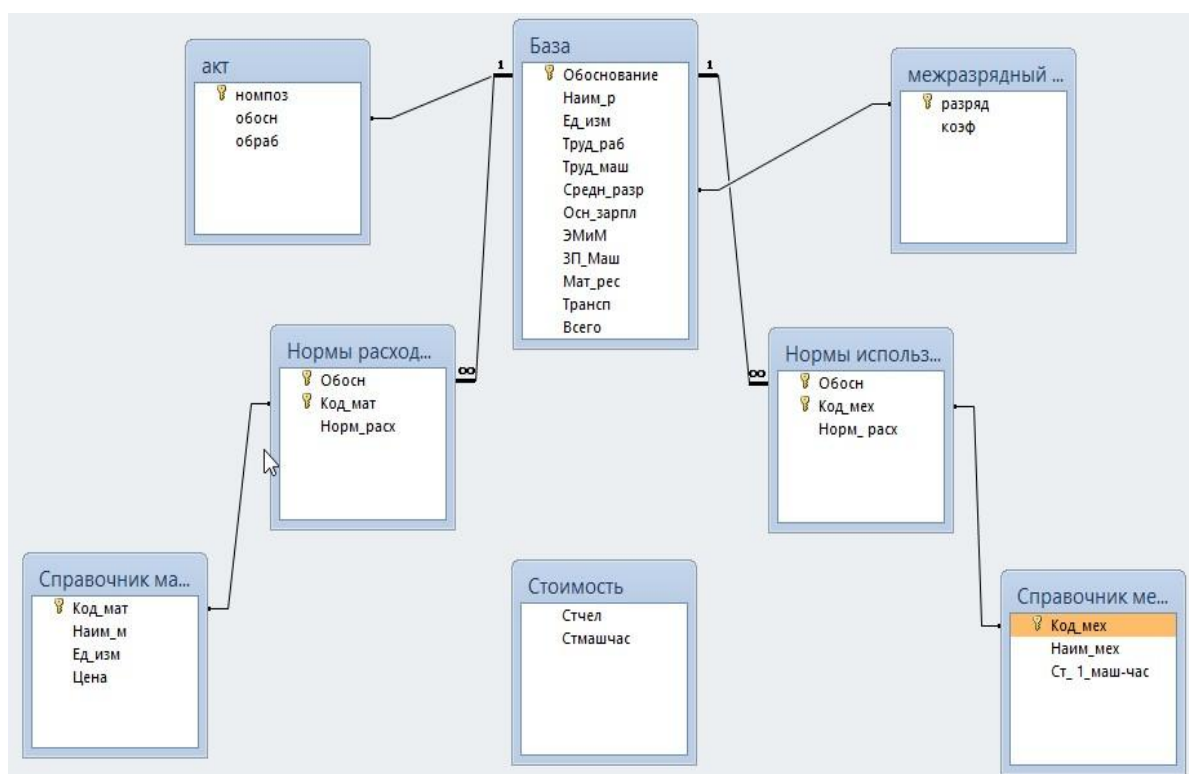 акт
номпоз
обосн
обраб
База
Обоснование
Наим_р
Ед_изм
Труд_раб
Труд_маш
Средн_разр
Осн_зарпл
ЭМиМ
ЗП_Маш
Мат_рес
Трансп
Всего
межразрядный ...
разряд
коэф
1
1
∞
∞
Нормы расход...
Обосн
Код_мат
Норм_расх
Нормы использ...
Обосн
Код_мех
Норм_ расх
Справочник ма...
Код_мат
Наим_м
Ед_изм
Цена
Стоимость
Стчел
Стмашчас
Справочник ме...
Код_мех
Наим_мех
Ст_ 1_маш-час